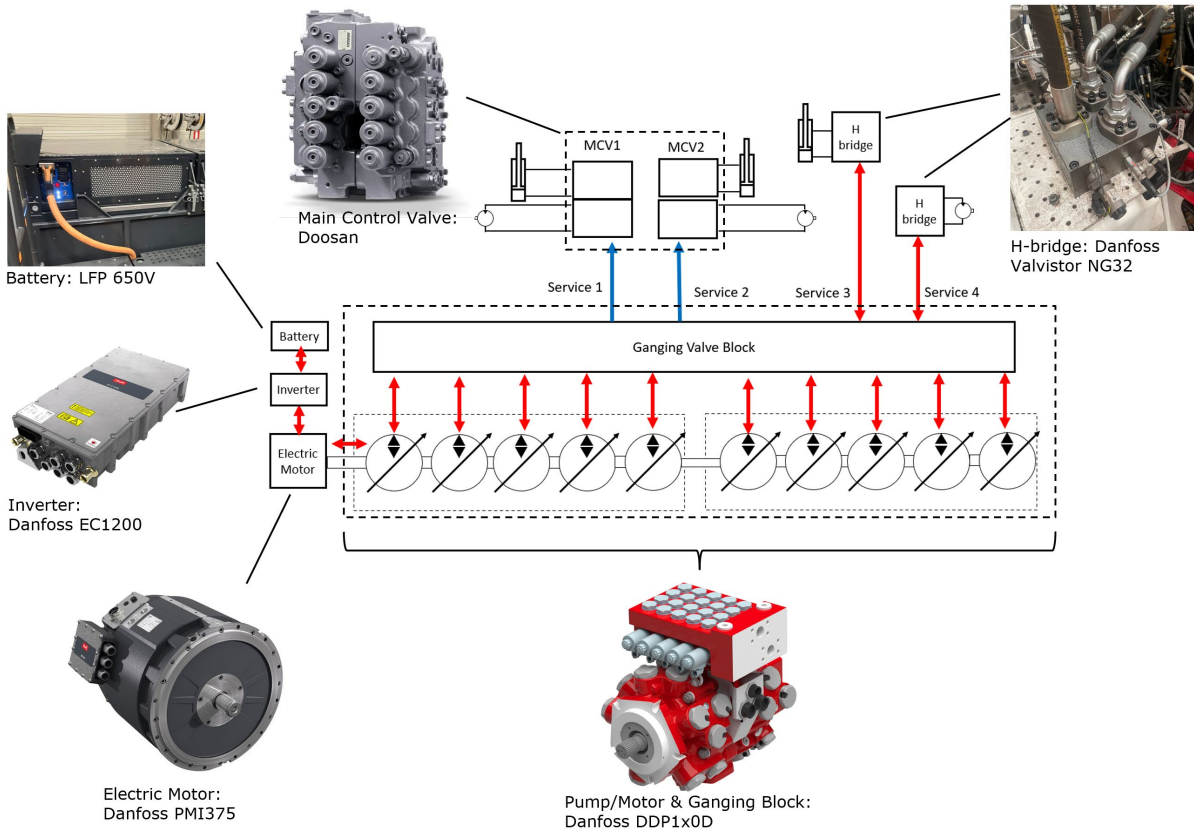 MCV1
MCV2
H
bridge
H
bridge
Main Control Valve:
Doosan
H-bridge: Danfoss
Valvistor NG32
Battery: LFP 650V
Service 1
Service 2
Service 3
Service 4
Battery
Ganging Valve Block
Inverter
Electric
Motor
Inverter:
Danfoss EC1200
Electric Motor:
Danfoss PMI375
Pump/Motor & Ganging Block:
Danfoss DDP1x0D